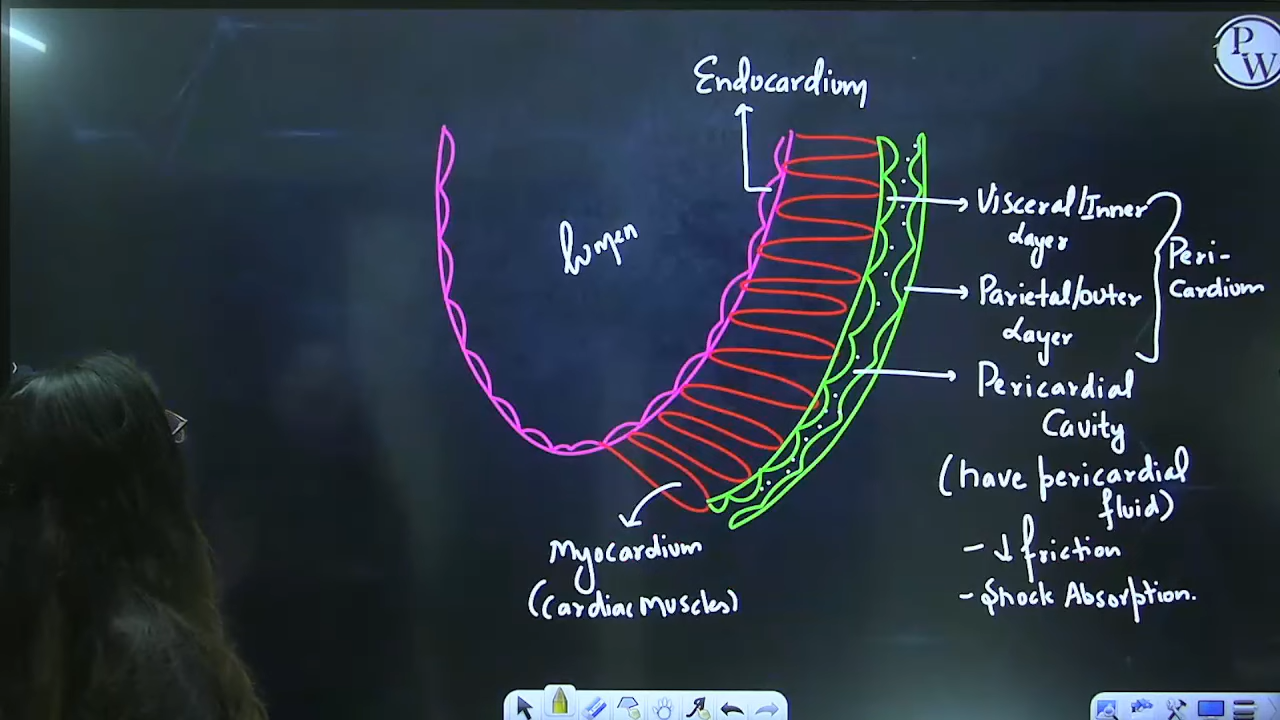 PW
Endocardium
Lumen
Visceral/Inner
Layer
Parietal/outer
Layer
Peri-
Cardium
Pericardial
Cavity
(have pericardial
fluid)
- ↓ friction
- Shock Absorption.
Myocardium
(Cardiac Muscles)